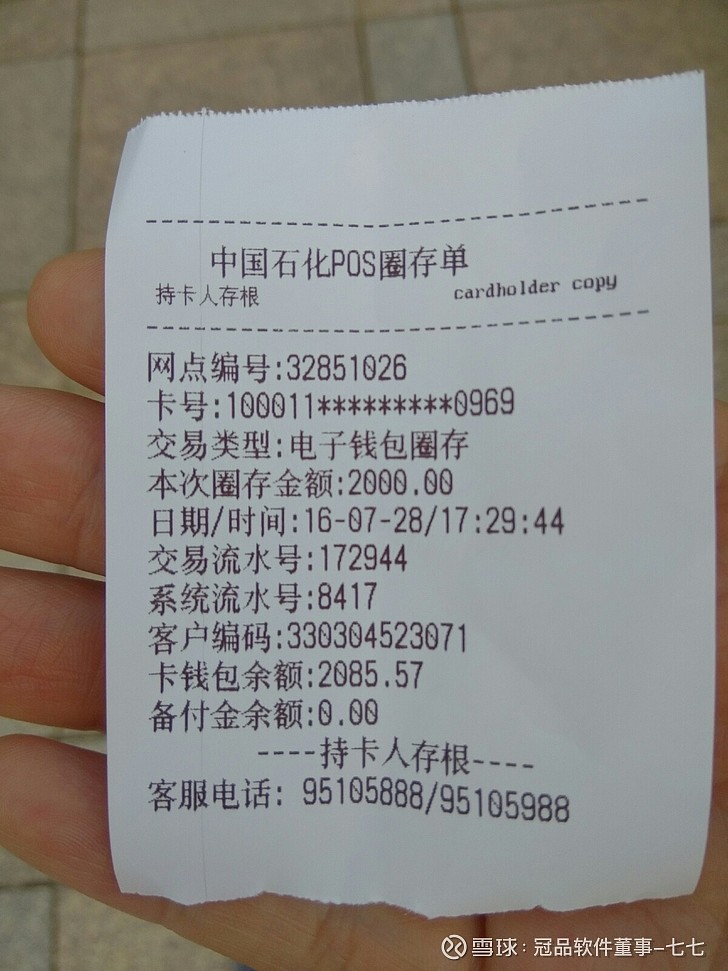 --------------------------------
中国石化POS圈存单
持卡人存根 cardholder copy
--------------------------------
网点编号:32851026
卡号:100011*********0969
交易类型:电子钱包圈存
本次圈存金额:2000.00
日期/时间:16-07-28/17:29:44
交易流水号:172944
系统流水号:8417
客户编码:330304523071
卡钱包余额:2085.57
备付金余额:0.00
----持卡人存根----
客服电话: 95105888/95105988
雪球:冠品软件董事-七七